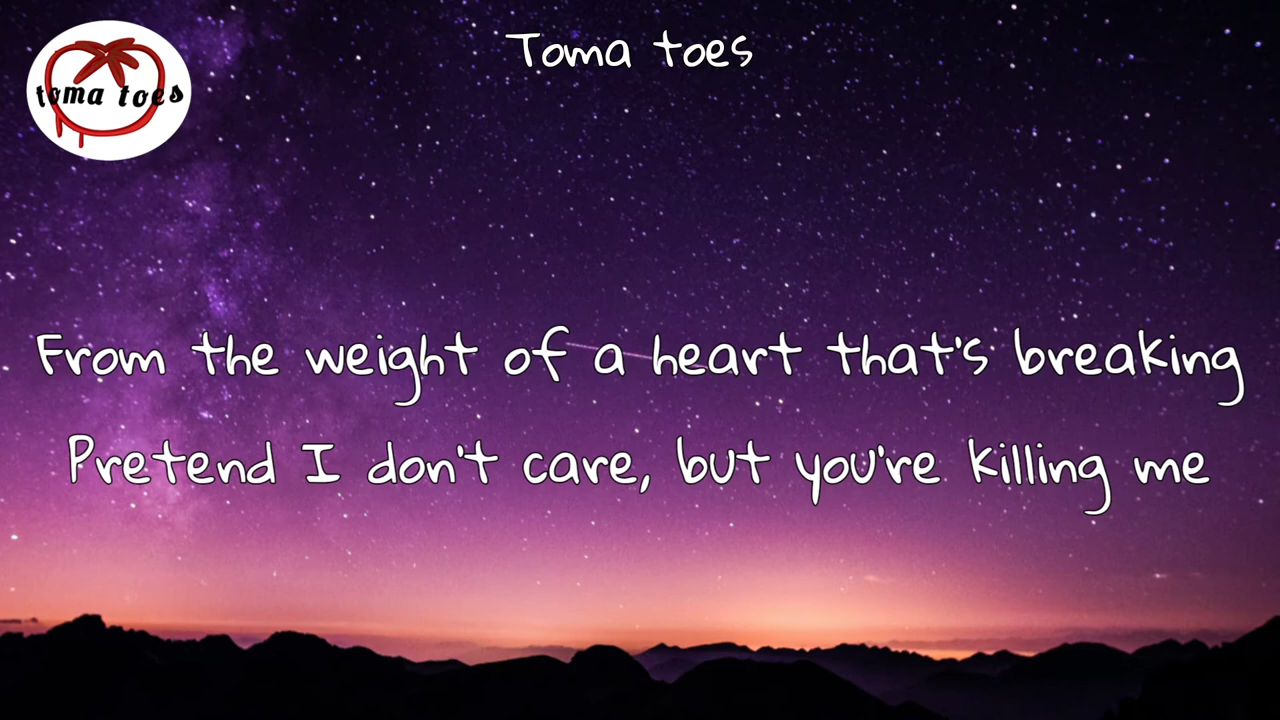 toma toes
Toma toes
From the weight of a heart that's breaking
Pretend I don't care, but you're killing me